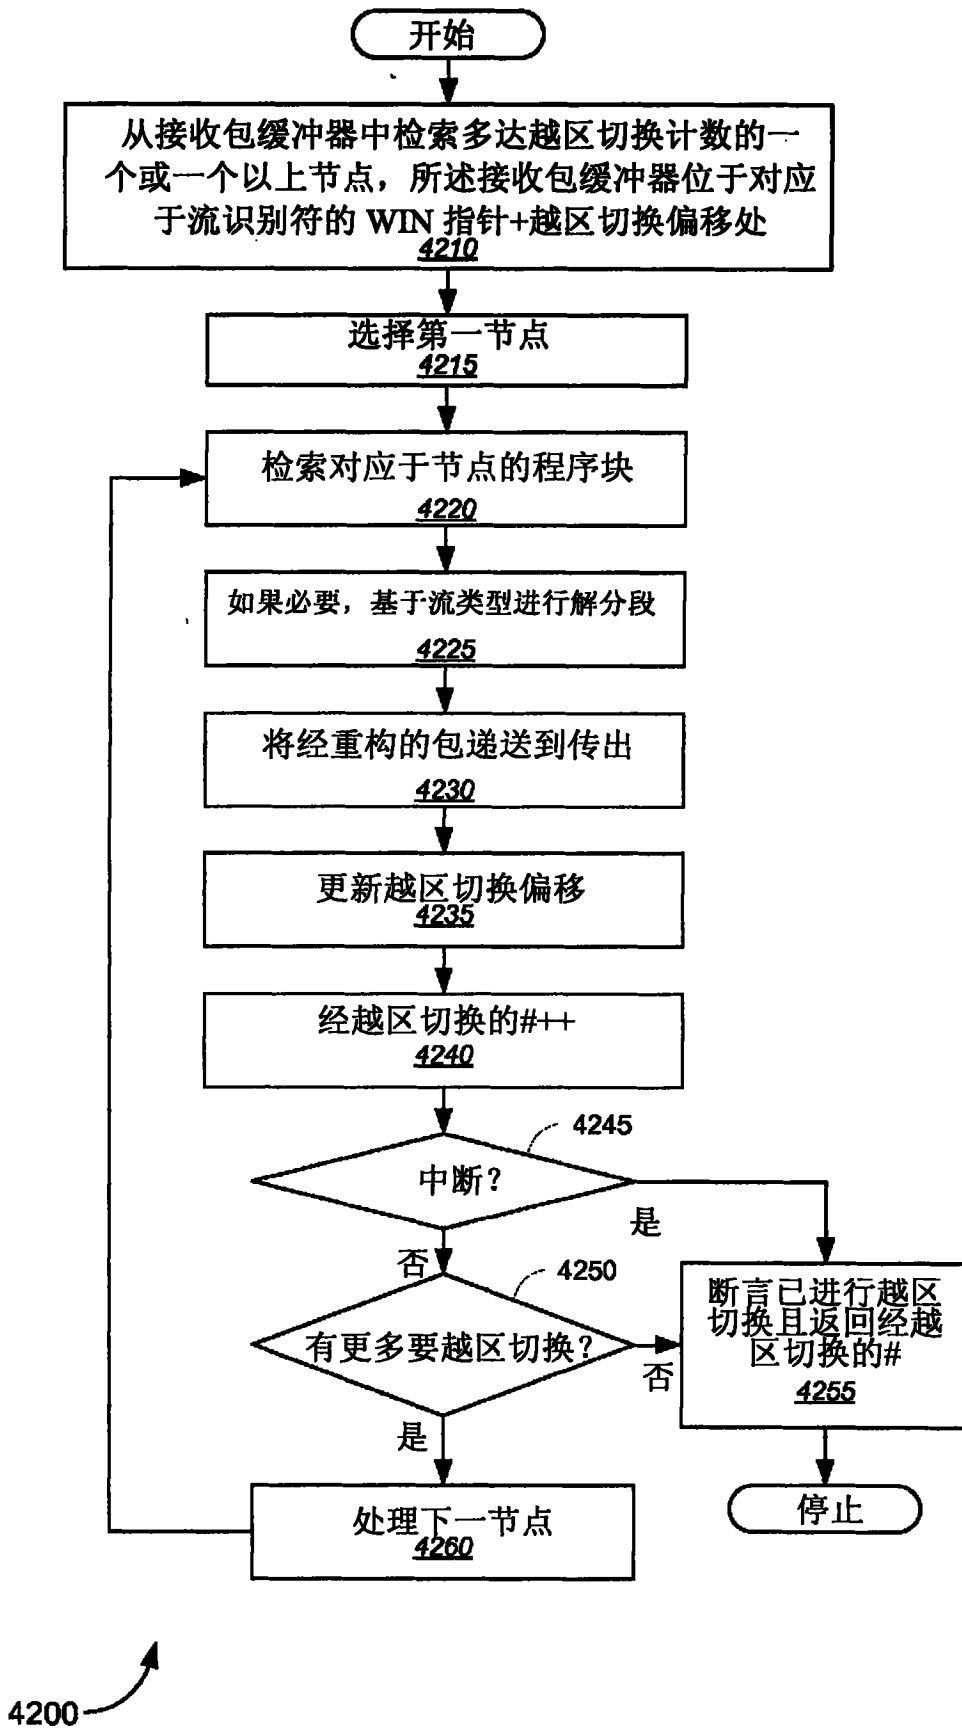 开始
从接收包缓冲器中检索多达越区切换计数的一
个或一个以上节点，所述接收包缓冲器位于对应
于流识别符的 WIN 指针+越区切换偏移处
4210
选择第一节点
4215
检索对应于节点的程序块
4220
如果必要，基于流类型进行解分段
4225
将经重构的包递送到传出
4230
更新越区切换偏移
4235
经越区切换的#++
4240
4245
中断？
是
否
4250
有更多要越区切换？
否
是
断言已进行越区
切换且返回经越
区切换的#
4255
处理下一节点
4260
停止
4200